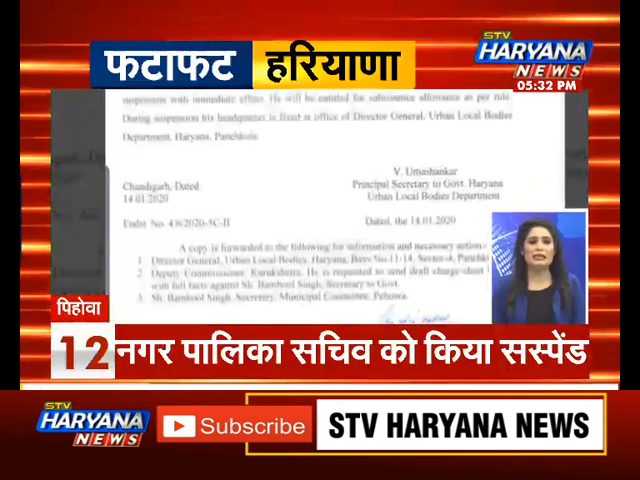 फटाफट हरियाणा
STV
HARYANA
NEWS
05:32 PM
suspension with immediate effect. He will be entitled for subsistence allowance as per rule.
During suspension his headquarter is fixed at office of Director General, Urban Local Bodies
Department, Haryana, Panchkula.
V. Umashankar
Chandigarh, Dated.
Principal Secretary to Govt. Haryana
14.01.2020
Urban Local Bodies Department
Endst No. 4/6/2020-5C-II
Dated, the 14.01.2020
A copy is forwarded to the following for information and necessary action-
1. Director General, Urban Local Bodies, Haryana, Bays No. 11-14, Panchk
2. Deputy Commissioner, Kurukshetra. He is requested to send draft charge-sheet
with full facts against Sh. Secretary to Govt.
3. Sh. Singh, Secretary, Municipal Committee, Pehowa.
पिहोवा
12 नगर पालिका सचिव को किया सस्पेंड
STV
HARYANA
NEWS
Subscribe
STV HARYANA NEWS